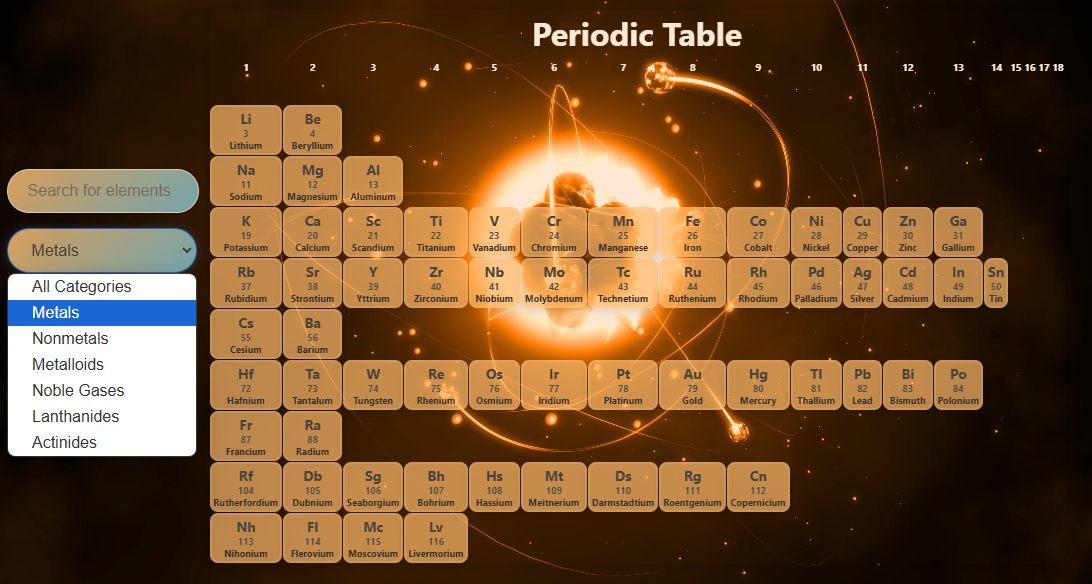 Periodic Table
1 2 3 4 5 6 7 8 9 10 11 12 13 14 15 16 17 18
Li Be
3 4
Lithium Beryllium
Search for elements
Na Mg Al
11 12 13
Sodium Magnesium Aluminum
Metals
K Ca Sc Ti V Cr Mn Fe Co Ni Cu Zn Ga
19 20 21 22 23 24 25 26 27 28 29 30 31
Potassium Calcium Scandium Titanium Vanadium Chromium Manganese Iron Cobalt Nickel Copper Zinc Gallium
All Categories
Metals
Nonmetals
Metalloids
Noble Gases
Lanthanides
Actinides
Rb Sr Y Zr Nb Mo Tc Ru Rh Pd Ag Cd In Sn
37 38 39 40 41 42 43 44 45 46 47 48 49 50
Rubidium Strontium Yttrium Zirconium Niobium Molybdenum Technetium Ruthenium Rhodium Palladium Silver Cadmium Indium Tin
Cs Ba
55 56
Cesium Barium
Hf Ta W Re Os Ir Pt Au Hg Tl Pb Bi Po
72 73 74 75 76 77 78 79 80 81 82 83 84
Hafnium Tantalum Tungsten Rhenium Osmium Iridium Platinum Gold Mercury Thallium Lead Bismuth Polonium
Fr Ra
87 88
Francium Radium
Rf Db Sg Bh Hs Mt Ds Rg Cn
104 105 106 107 108 109 110 111 112
Rutherfordium Dubnium Seaborgium Bohrium Hassium Meitnerium Darmstadtium Roentgenium Copernicium
Nh Fl Mc Lv
113 114 115 116
Nihonium Flerovium Moscovium Livermorium